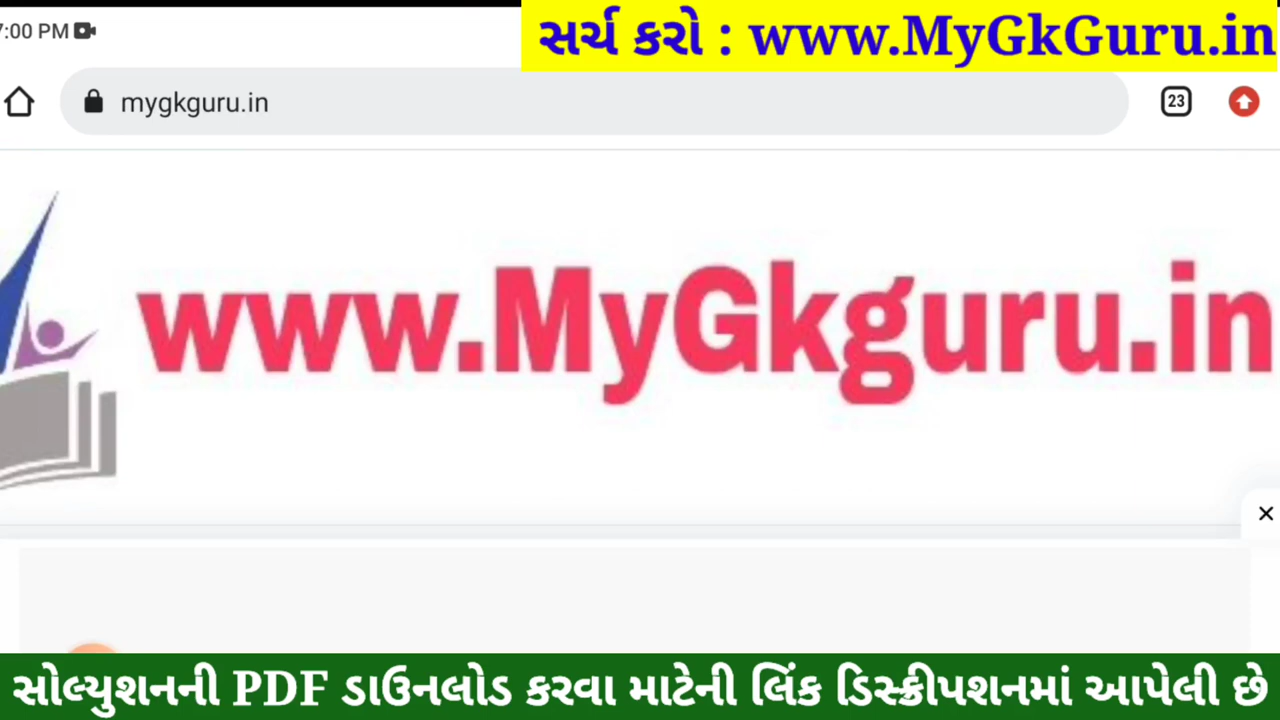 સર્ચ કરો : www.MyGkGuru.in
7:00 PM
mygkguru.in
23
www.MyGkguru.in
સોલ્યુશનની PDF ડાઉનલોડ કરવા માટેની લિંક ડિસ્ક્રીપશનમાં આપેલી છે